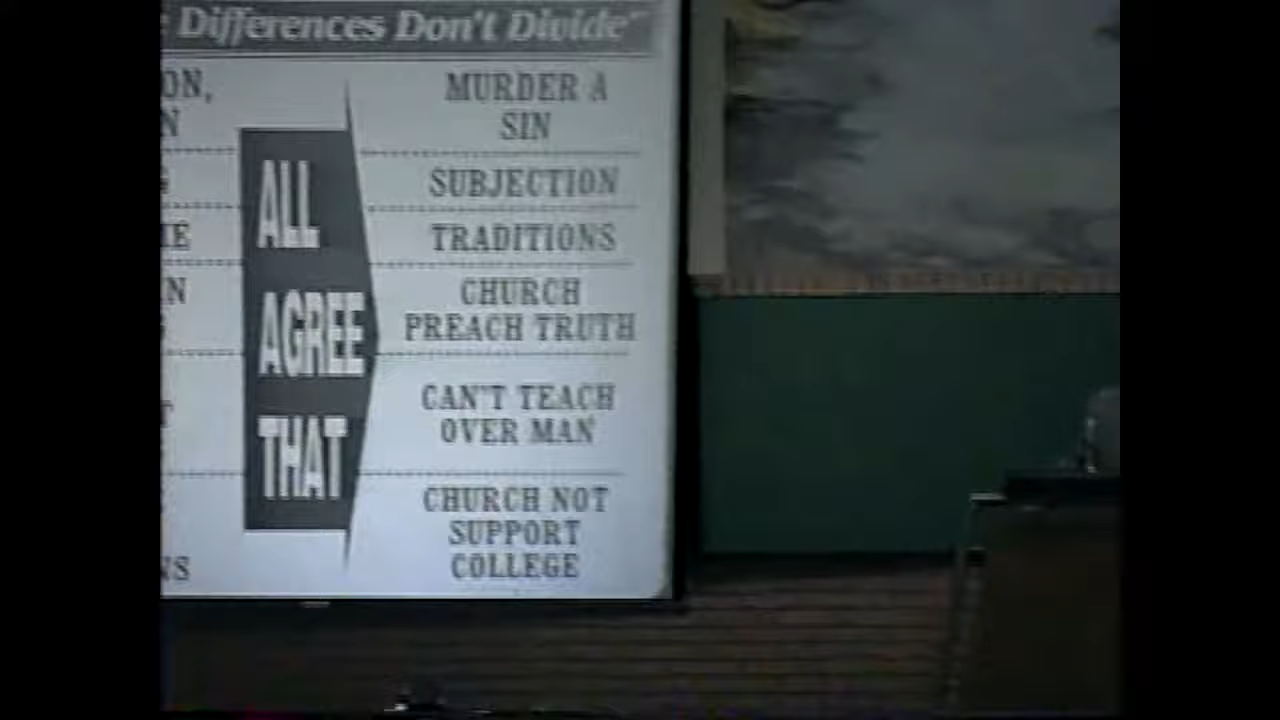 Differences Don't Divide"
MURDER A
SIN
SUBJECTION
TRADITIONS
CHURCH
PREACH TRUTH
CAN'T TEACH
OVER MAN
CHURCH NOT
SUPPORT
COLLEGE
ALL
AGREE
THAT